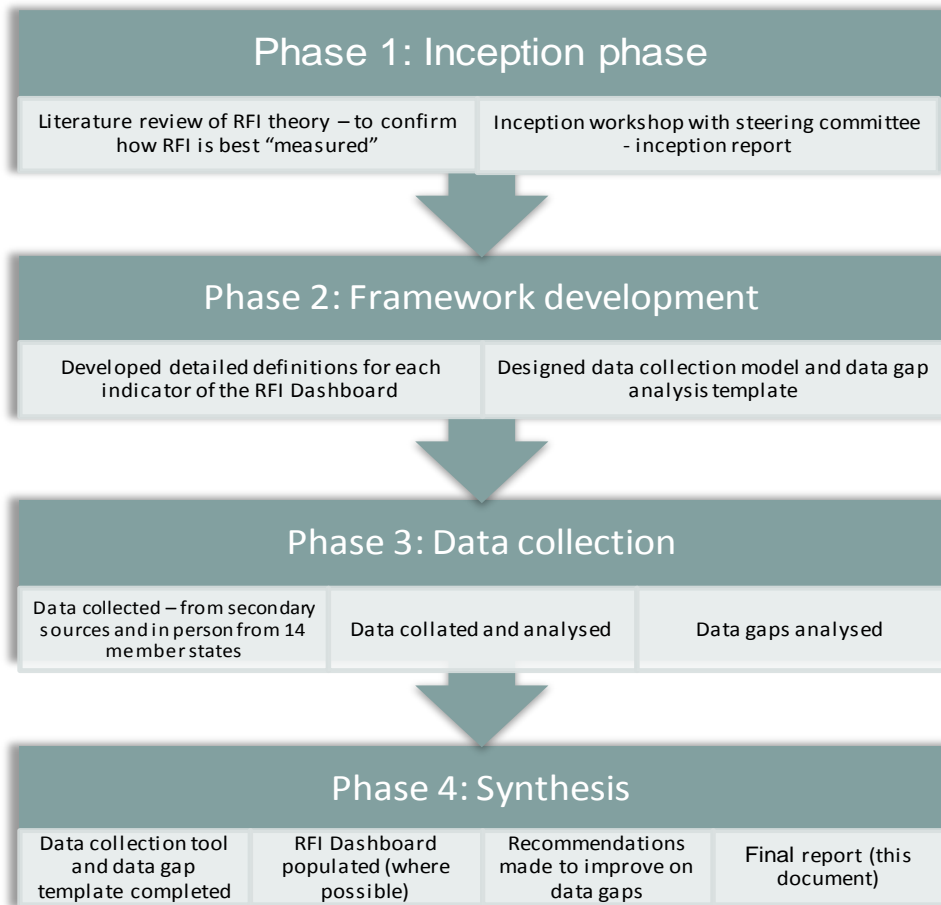 Phase 1: Inception phase
Literature review of RFI theory – to confirm
how RFI is best “measured”
Inception workshop with steering committee
- inception report
Phase 2: Framework development
Developed detailed definitions for each
indicator of the RFI Dashboard
Designed data collection model and data gap
analysis template
Phase 3: Data collection
Data collected – from secondary
sources and in person from 14
member states
Data collated and analysed
Data gaps analysed
Phase 4: Synthesis
Data collection tool
and data gap
template completed
RFI Dashboard
populated (where
possible)
Recommendations
made to improve on
data gaps
Final report (this
document)